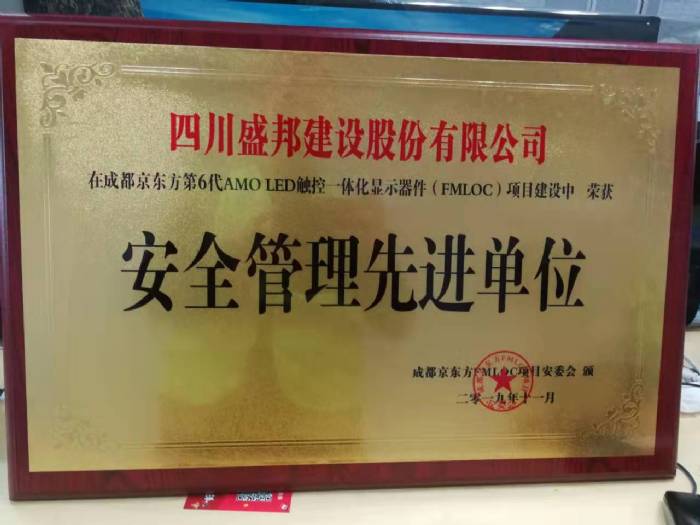 四川盛邦建设股份有限公司
在成都京东方第6代AMO LED触控一体化显示器件（FMLOC）项目建设中 荣获
安全管理先进单位
成都京东方FMLOC项目安委会 颁
二零一九年十一月